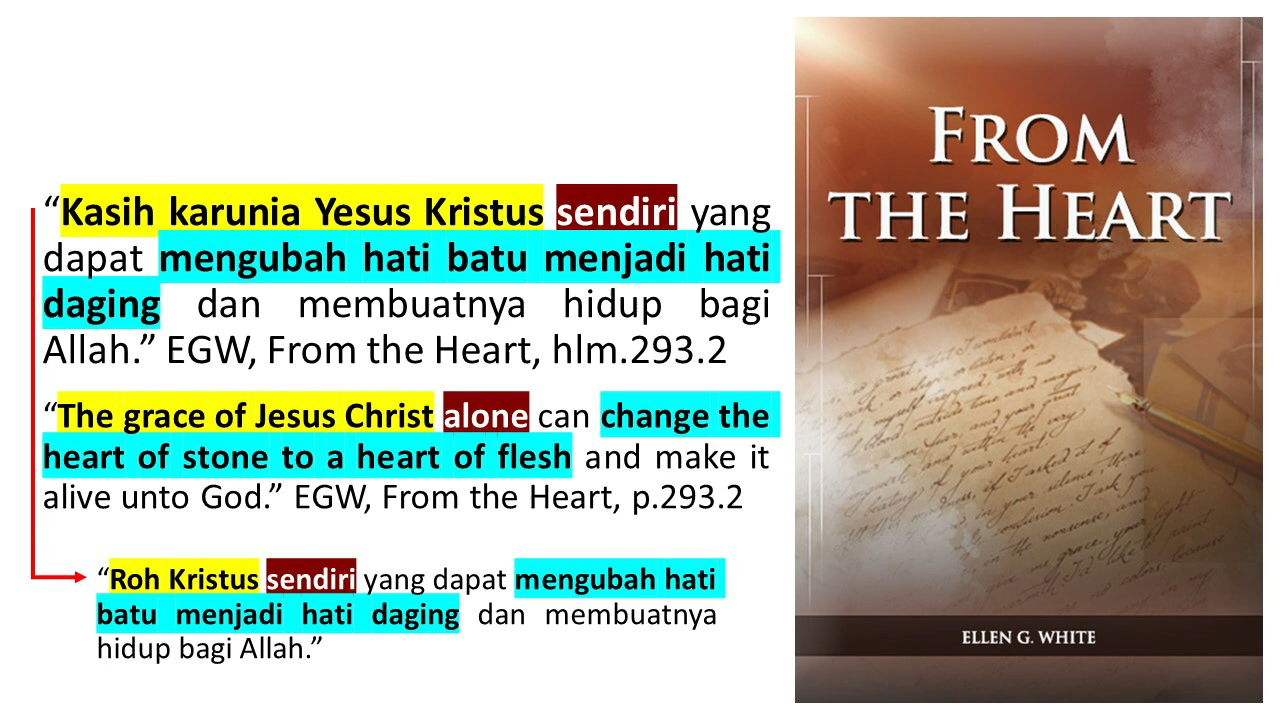 “Kasih karunia Yesus Kristus sendiri yang
dapat mengubah hati batu menjadi hati
daging dan membuatnya hidup bagi
Allah.” EGW, From the Heart, hlm.293.2
“The grace of Jesus Christ alone can change the
heart of stone to a heart of flesh and make it
alive unto God.” EGW, From the Heart, p.293.2
“Roh Kristus sendiri yang dapat mengubah hati
batu menjadi hati daging dan membuatnya
hidup bagi Allah.”
FROM
THE HEART
ELLEN G. WHITE